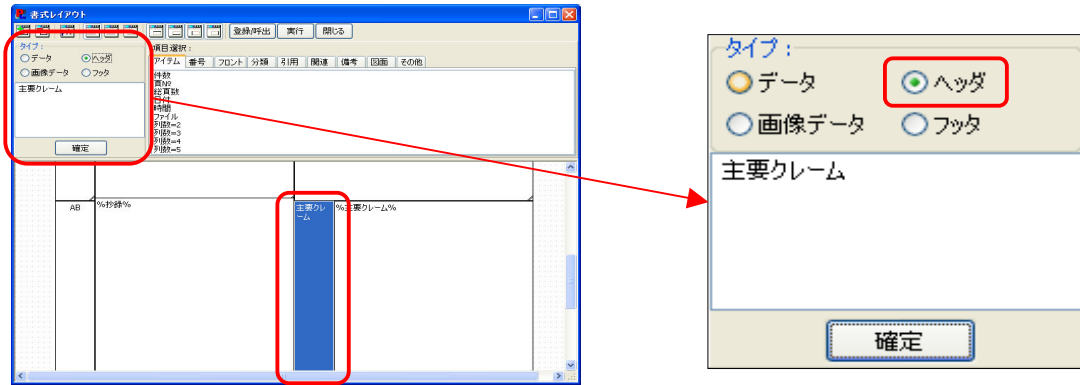 書式レイアウト
登録/呼出 実行 閉じる
タイプ:
データ ヘッダ
画像データ フッタ
主要クレーム
確定
項目選択:
アイテム 番号 フロント 分類 引用 関連 備考 図面 その他
件数
頁№
総頁数
日付
時間
ファイル
列数=2
列数=3
列数=4
列数=5
AB %抄録%
主要クレ
ーム
%主要クレーム%
タイプ:
データ ヘッダ
画像データ フッタ
主要クレーム
確定